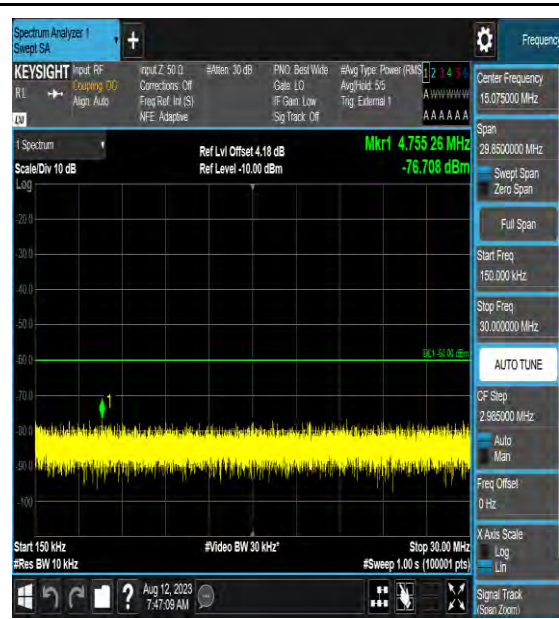 Spectrum Analyzer 1
Swept SA
Frequency
KEYSIGHT
RL
Input: RF
Coupling: DC
Align: Auto
Input Z: 50 Ω
Corrections: Off
Freq Ref: Int (S)
NFE: Adaptive
#Atten: 30 dB
PNO: Best Wide
Gate: LO
IF Gain: Low
Sig Track: Off
#Avg Type: Power (RMS
Avg|Hold: 5/5
Trig: External 1
1 2 3 4 5 6
A W W W W W
A A A A A A
1 Spectrum
Scale/Div 10 dB
Log
Ref Lvl Offset 4.18 dB
Ref Level -10.00 dBm
Mkr1 4.755 26 MHz
-76.708 dBm
-20.0
-30.0
-40.0
-50.0
-60.0
-70.0
-80.0
-90.0
-100
DL1 -60.00 dBm
1
Start 150 kHz
#Res BW 10 kHz
#Video BW 30 kHz*
Stop 30.00 MHz
#Sweep 1.00 s (100001 pts)
Center Frequency
15.075000 MHz
Span
29.8500000 MHz
Swept Span
Zero Span
Full Span
Start Freq
150.000 kHz
Stop Freq
30.000000 MHz
AUTO TUNE
CF Step
2.985000 MHz
Auto
Man
Freq Offset
0 Hz
X Axis Scale
Log
Lin
Signal Track
(Span Zoom)
?
Aug 12, 2023
7:47:09 AM